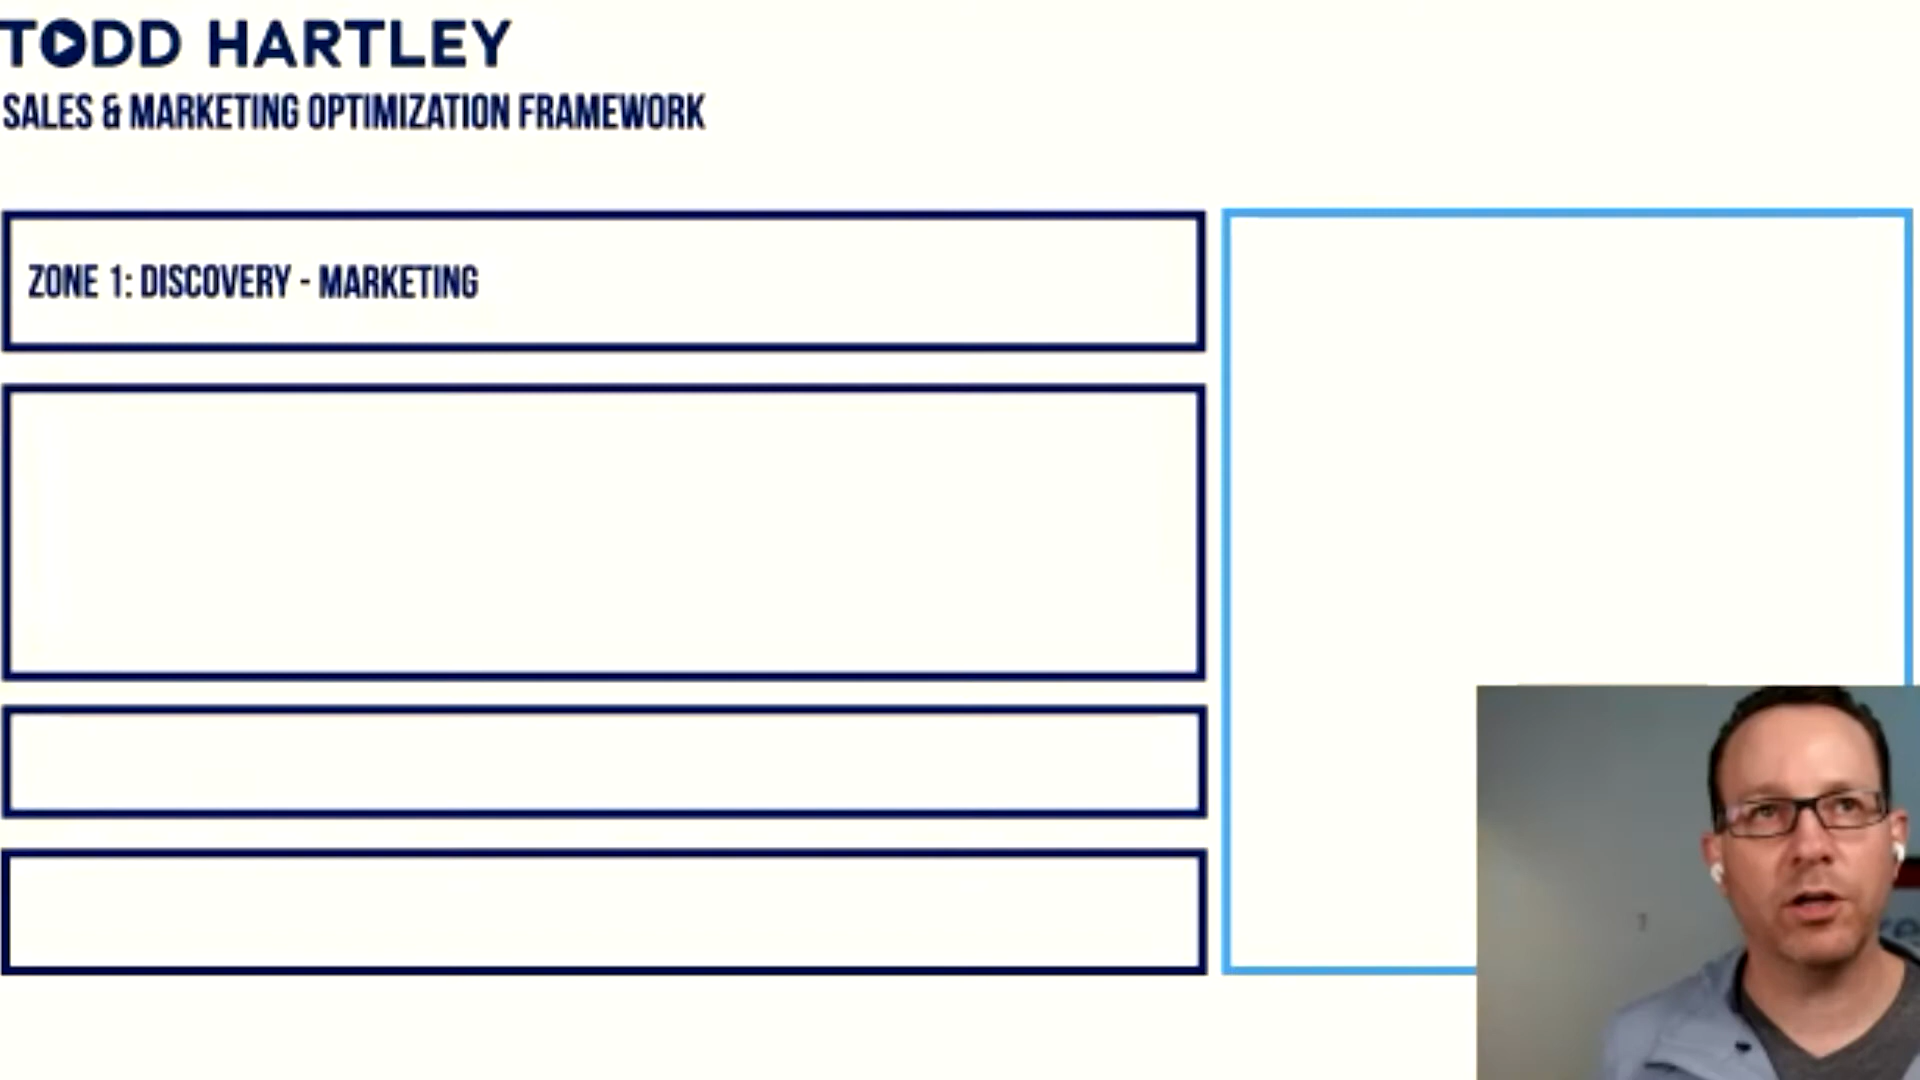 TODD HARTLEY
SALES & MARKETING OPTIMIZATION FRAMEWORK
ZONE 1: DISCOVERY - MARKETING